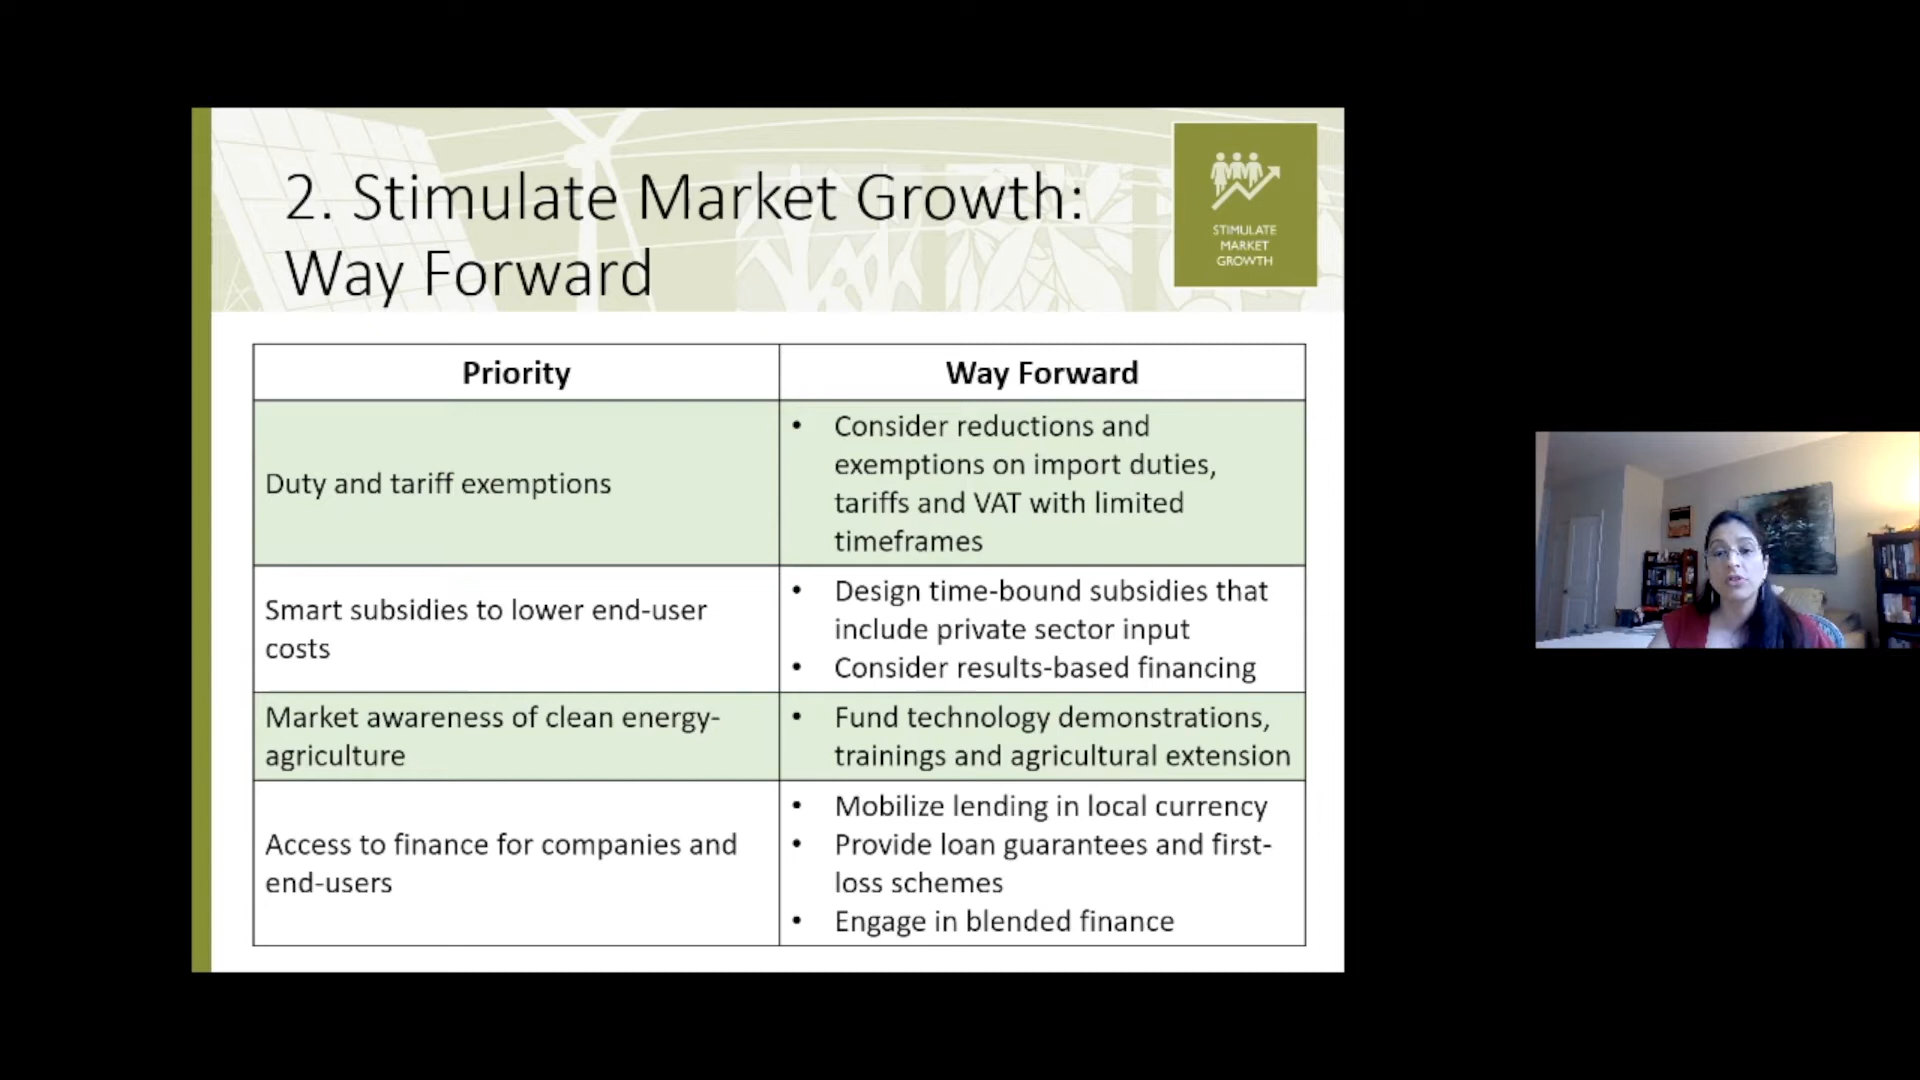 2. Stimulate Market Growth:
Way Forward
STIMULATE
MARKET
GROWTH
Priority
Way Forward
Duty and tariff exemptions
• Consider reductions and
exemptions on import duties,
tariffs and VAT with limited
timeframes
Smart subsidies to lower end-user
costs
• Design time-bound subsidies that
include private sector input
• Consider results-based financing
Market awareness of clean energy-
agriculture
• Fund technology demonstrations,
trainings and agricultural extension
Access to finance for companies and
end-users
• Mobilize lending in local currency
• Provide loan guarantees and first-
loss schemes
• Engage in blended finance